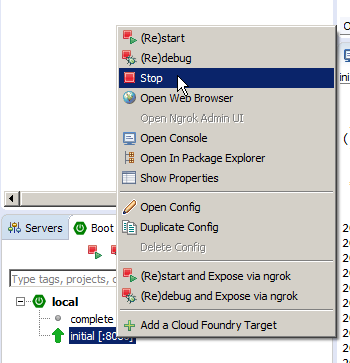 (Re)start
(Re)debug
Stop
Open Web Browser
Open Ngrok Admin UI
Open Console
Open In Package Explorer
Show Properties
Open Config
Duplicate Config
Delete Config
(Re)start and Expose via ngrok
(Re)debug and Expose via ngrok
Add a Cloud Foundry Target
Servers
Boot
Type tags, projects,
local
complete
initial [:80